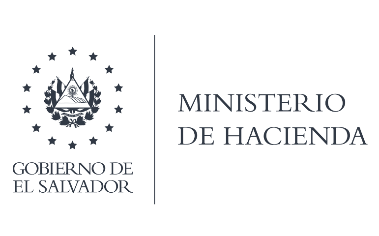 GOBIERNO DE
EL SALVADOR
MINISTERIO
DE HACIENDA